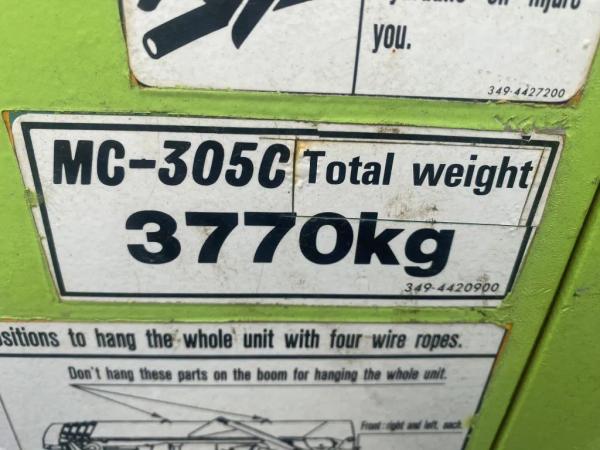 you.
349-4427200
MC-305C Total weight
3770kg
349-4420900
ositions to hang the whole unit with four wire ropes.
Don't hang these parts on the boom for hanging the whole unit.
Front:right and left, each.